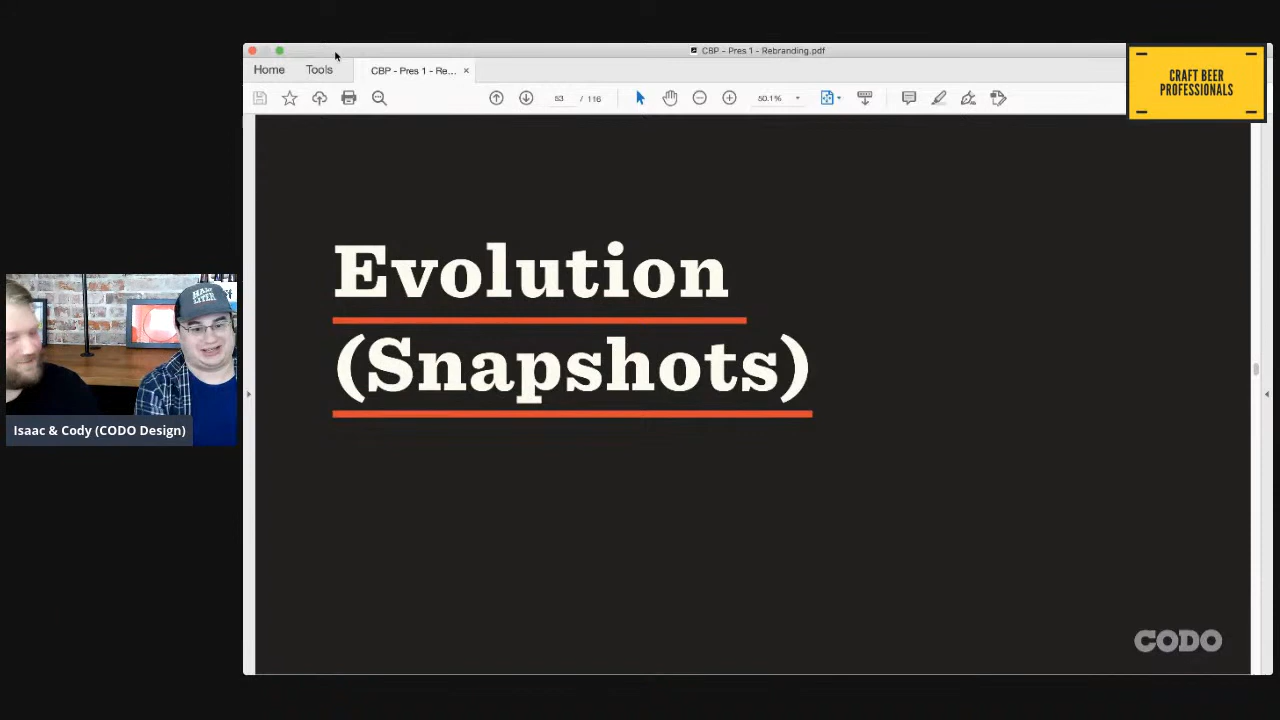 CBP - Pres 1 - Rebranding.pdf
Home
Tools
CBP - Pres 1 - Re... ×
53 / 116
50.1%
CRAFT BEER
PROFESSIONALS
Evolution
(Snapshots)
Isaac & Cody (CODO Design)
CODO